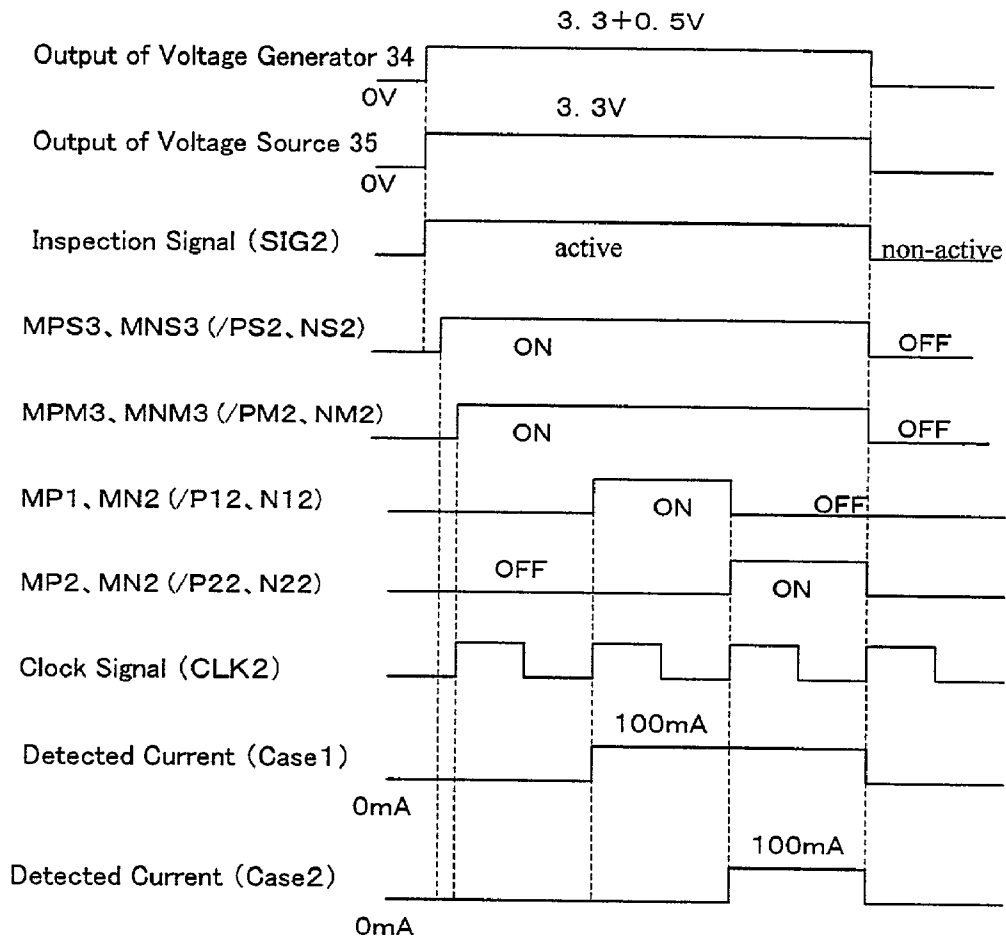 3. 3+0. 5V
Output of Voltage Generator 34
0V
3. 3V
Output of Voltage Source 35
0V
Inspection Signal (SIG2)
active
non-active
MPS3、MNS3 (/PS2、NS2)
ON
OFF
MPM3、MNM3 (/PM2、NM2)
ON
OFF
MP1、MN2 (/P12、N12)
ON
OFF
MP2、MN2 (/P22、N22)
OFF
ON
Clock Signal (CLK2)
100mA
Detected Current (Case1)
0mA
100mA
Detected Current (Case2)
0mA